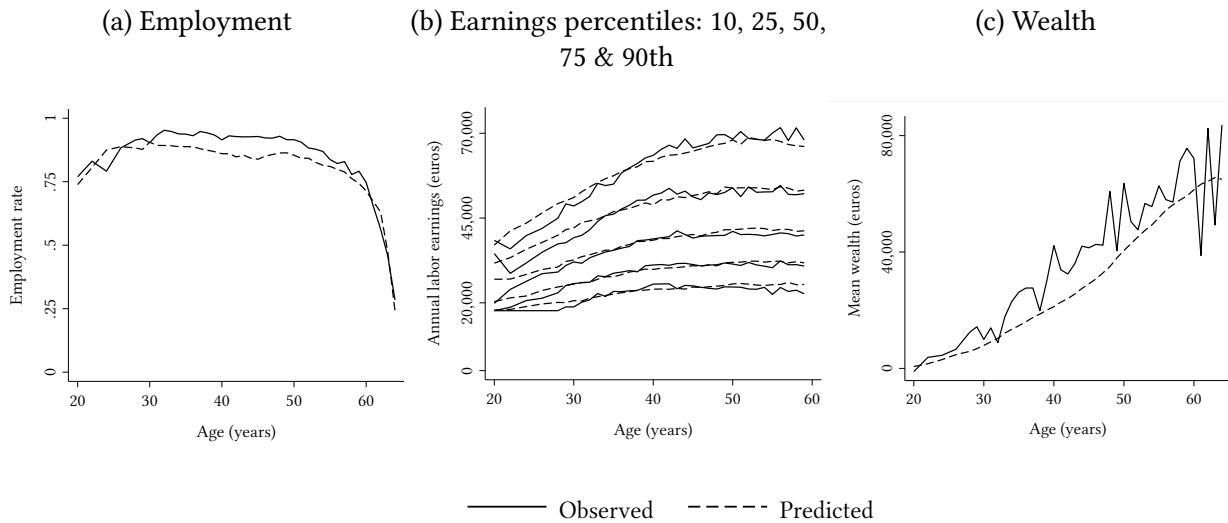 (a) Employment
(b) Earnings percentiles: 10, 25, 50,
75 & 90th
(c) Wealth
Employment rate
1
.75
.5
.25
0
20 30 40 50 60
Age (years)
Annual labor earnings (euros)
70,000
45,000
20,000
0
20 30 40 50 60
Age (years)
Mean wealth (euros)
80,000
40,000
0
20 30 40 50 60
Age (years)
Observed Predicted